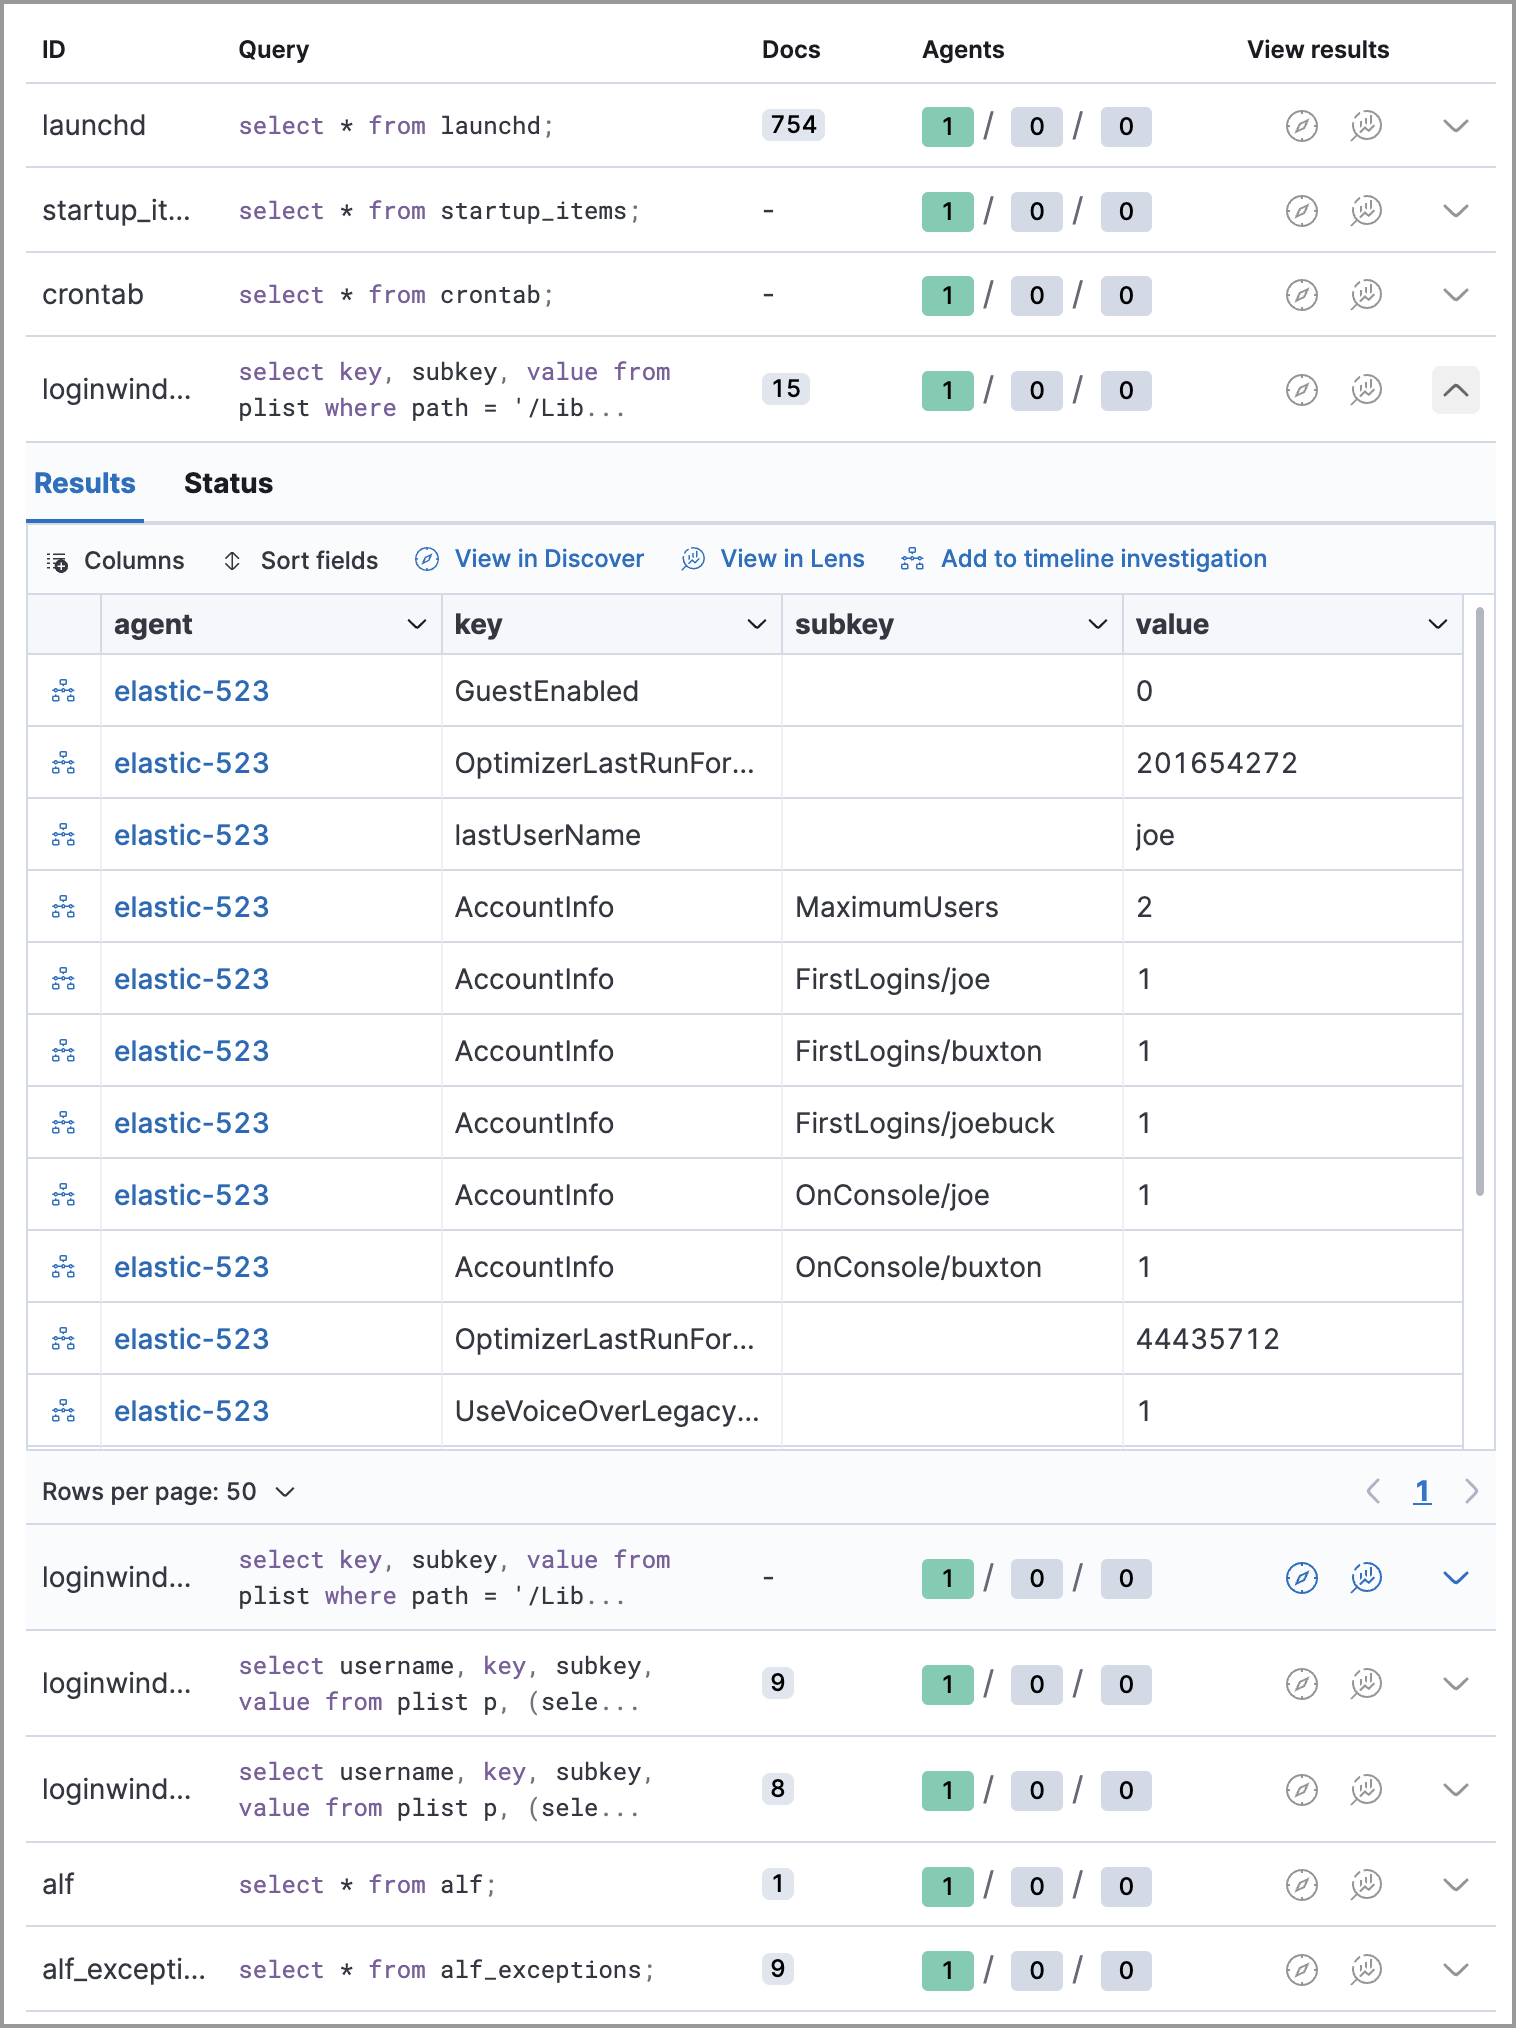 ID Query Docs Agents View results
launchd select * from launchd; 754 1 / 0 / 0
startup_it... select * from startup_items; - 1 / 0 / 0
crontab select * from crontab; - 1 / 0 / 0
loginwind... select key, subkey, value from 15 1 / 0 / 0
plist where path = '/Lib...
Results Status
Columns Sort fields View in Discover View in Lens Add to timeline investigation
agent key subkey value
elastic-523 GuestEnabled 0
elastic-523 OptimizerLastRunFor... 201654272
elastic-523 lastUserName joe
elastic-523 AccountInfo MaximumUsers 2
elastic-523 AccountInfo FirstLogins/joe 1
elastic-523 AccountInfo FirstLogins/buxton 1
elastic-523 AccountInfo FirstLogins/joebuck 1
elastic-523 AccountInfo OnConsole/joe 1
elastic-523 AccountInfo OnConsole/buxton 1
elastic-523 OptimizerLastRunFor... 44435712
elastic-523 UseVoiceOverLegacy... 1
Rows per page: 50 1
loginwind... select key, subkey, value from - 1 / 0 / 0
plist where path = '/Lib...
loginwind... select username, key, subkey, 9 1 / 0 / 0
value from plist p, (sele...
loginwind... select username, key, subkey, 8 1 / 0 / 0
value from plist p, (sele...
alf select * from alf; 1 1 / 0 / 0
alf_excepti... select * from alf_exceptions; 9 1 / 0 / 0